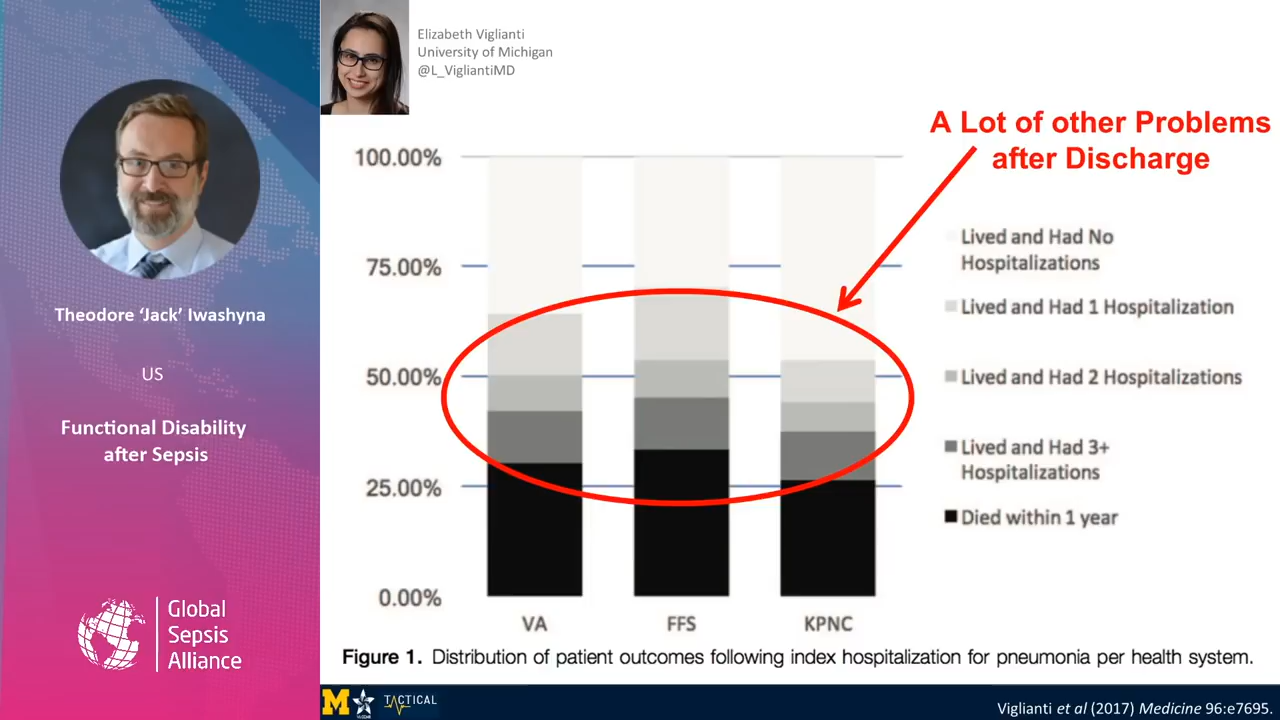 Elizabeth Viglianti
University of Michigan
@L_VigliantiMD
Theodore ‘Jack’ Iwashyna
US
Functional Disability
after Sepsis
Global
Sepsis
Alliance
A Lot of other Problems
after Discharge
100.00%
75.00%
50.00%
25.00%
0.00%
VA
FFS
KPNC
Lived and Had No
Hospitalizations
Lived and Had 1 Hospitalization
Lived and Had 2 Hospitalizations
Lived and Had 3+
Hospitalizations
Died within 1 year
Figure 1. Distribution of patient outcomes following index hospitalization for pneumonia per health system.
M
TACTICAL
Viglianti et al (2017) Medicine 96:e7695.